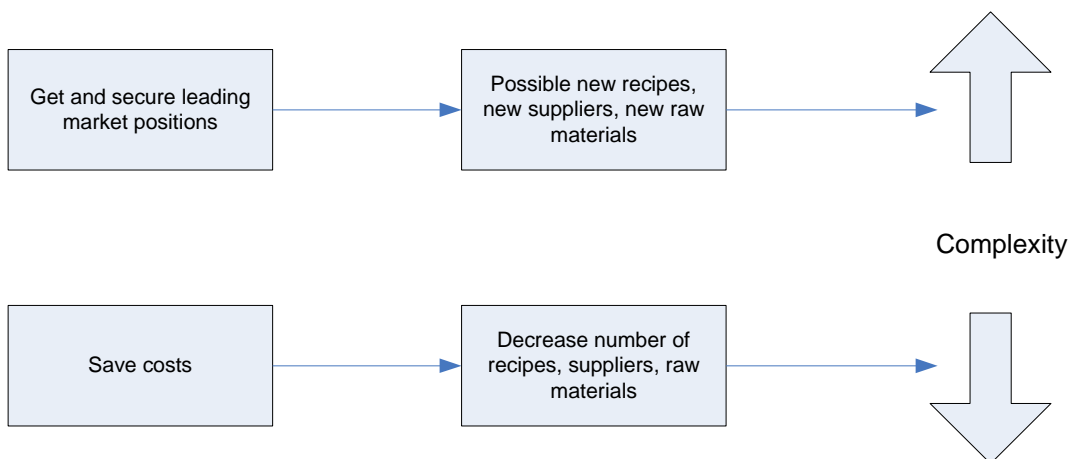 Get and secure leading
market positions
Possible new recipes,
new suppliers, new raw
materials
Complexity
Save costs
Decrease number of
recipes, suppliers, raw
materials